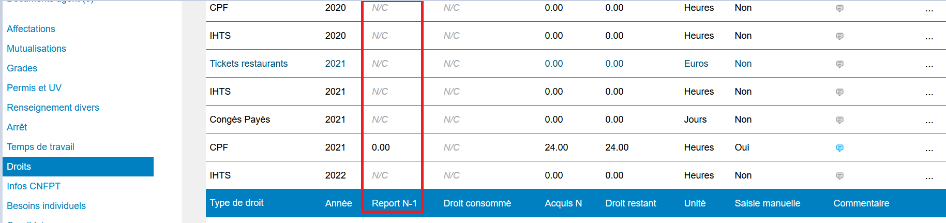 Affectations
Mutualisations
Grades
Permis et UV
Renseignement divers
Arrêt
Temps de travail
Droits
Infos CNFPT
Besoins individuels
CPF 2020 N/C N/C 0.00 0.00 Heures Non ...
IHTS 2020 N/C N/C 0.00 0.00 Heures Non ...
Tickets restaurants 2021 N/C N/C 0.00 0.00 Euros Non ...
IHTS 2021 N/C N/C 0.00 0.00 Heures Non ...
Congés Payés 2021 N/C N/C 0.00 0.00 Jours Non ...
CPF 2021 0.00 N/C 24.00 24.00 Heures Oui ...
IHTS 2022 N/C N/C 0.00 0.00 Heures Non ...
Type de droit Année Report N-1 Droit consommé Acquis N Droit restant Unité Saisie manuelle Commentaire